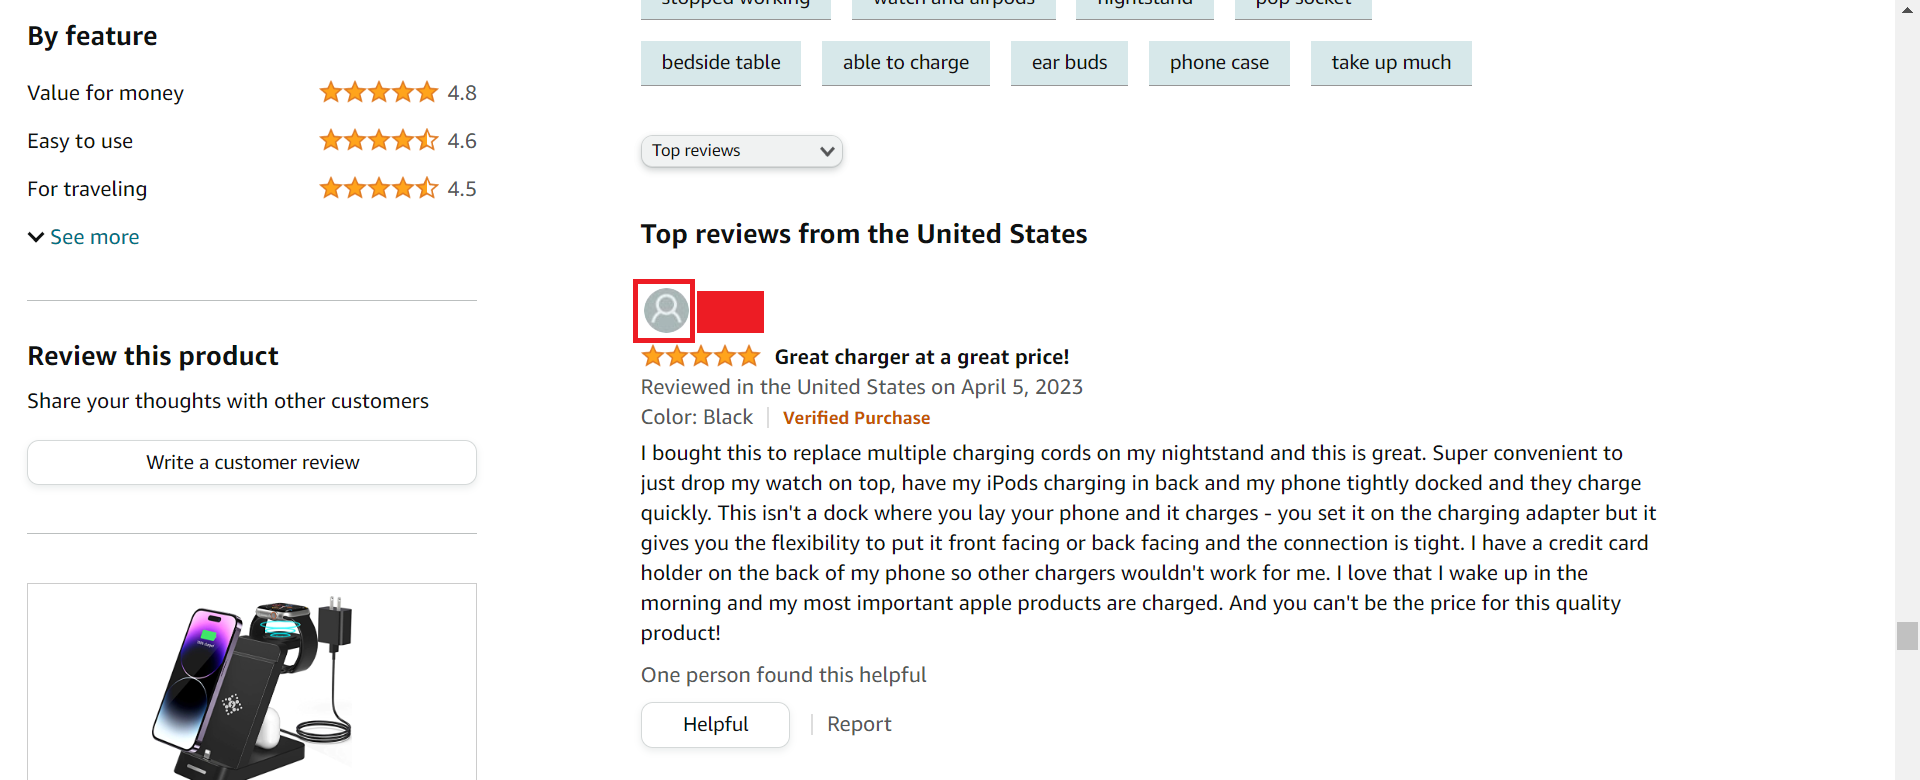 By feature
Value for money 4.8
Easy to use 4.6
For traveling 4.5
See more
Review this product
Share your thoughts with other customers
Write a customer review
stopped working watch and airpods nightstand pop socket
bedside table able to charge ear buds phone case take up much
Top reviews
Top reviews from the United States
Great charger at a great price!
Reviewed in the United States on April 5, 2023
Color: Black Verified Purchase
I bought this to replace multiple charging cords on my nightstand and this is great. Super convenient to
just drop my watch on top, have my iPods charging in back and my phone tightly docked and they charge
quickly. This isn't a dock where you lay your phone and it charges - you set it on the charging adapter but it
gives you the flexibility to put it front facing or back facing and the connection is tight. I have a credit card
holder on the back of my phone so other chargers wouldn't work for me. I love that I wake up in the
morning and my most important apple products are charged. And you can't be the price for this quality
product!
One person found this helpful
Helpful Report